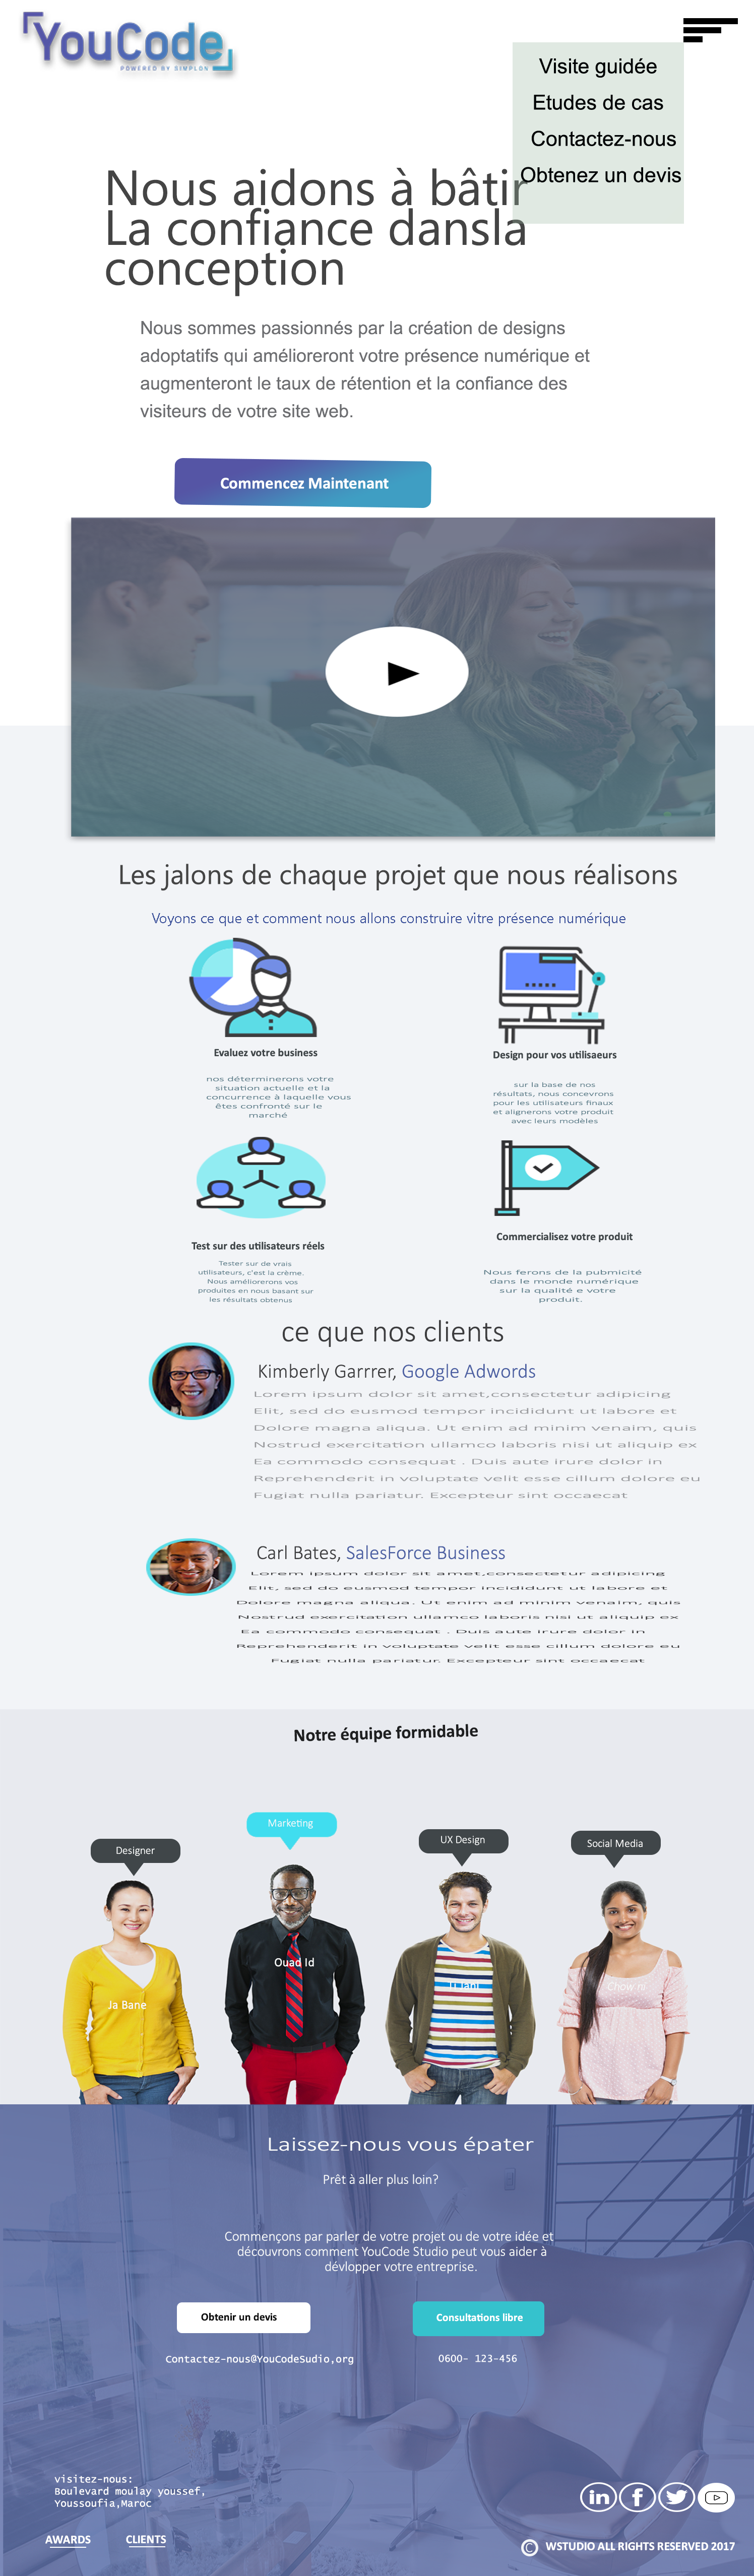 YouCode
POWERED BY SIMPLON
Visite guidée
Etudes de cas
Contactez-nous
Obtenez un devis
Nous aidons à bâtir
La confiance dansla
conception
Nous sommes passionnés par la création de designs
adoptatifs qui amélioreront votre présence numérique et
augmenteront le taux de rétention et la confiance des
visiteurs de votre site web.
Commencez Maintenant
Les jalons de chaque projet que nous réalisons
Voyons ce que et comment nous allons construire vitre présence numérique
Evaluez votre business
nos déterminerons votre
situation actuelle et la
concurrence à laquelle vous
êtes confronté sur le
marché
Design pour vos utilisaeurs
sur la base de nos
résultats, nous concevrons
pour les utilisateurs finaux
et alignerons votre produit
avec leurs modèles
Test sur des utilisateurs réels
Tester sur de vrais
utilisateurs, c'est la crème.
Nous améliorerons vos
produites en nous basant sur
les résultats obtenus
Commercialisez votre produit
Nous ferons de la pubmicité
dans le monde numérique
sur la qualité e votre
produit.
ce que nos clients
Kimberly Garrrer, Google Adwords
Lorem ipsum dolor sit amet,consectetur adipicing
Elit, sed do eusmod tempor incididunt ut labore et
Dolore magna aliqua. Ut enim ad minim venaim, quis
Nostrud exercitation ullamco laboris nisi ut aliquip ex
Ea commodo consequat . Duis aute irure dolor in
Reprehenderit in voluptate velit esse cillum dolore eu
Fugiat nulla pariatur. Excepteur sint occaecat
Carl Bates, SalesForce Business
Lorem ipsum dolor sit amet,consectetur adipicing
Elit, sed do eusmod tempor incididunt ut labore et
Dolore magna aliqua. Ut enim ad minim venaim, quis
Nostrud exercitation ullamco laboris nisi ut aliquip ex
Ea commodo consequat . Duis aute irure dolor in
Reprehenderit in voluptate velit esse cillum dolore eu
Fugiat nulla pariatur. Excepteur sint occaecat
Notre équipe formidable
Designer
Marketing
UX Design
Social Media
Ja Bane
Ouad Id
Laissez-nous vous épater
Prêt à aller plus loin?
Commençons par parler de votre projet ou de votre idée et
découvrons comment YouCode Studio peut vous aider à
dévlopper votre entreprise.
Obtenir un devis
Consultations libre
Contactez-nous@YouCodeSudio,org
0600- 123-456
visitez-nous:
Boulevard moulay youssef,
Youssoufia,Maroc
AWARDS
CLIENTS
in
f
© WSTUDIO ALL RIGHTS RESERVED 2017